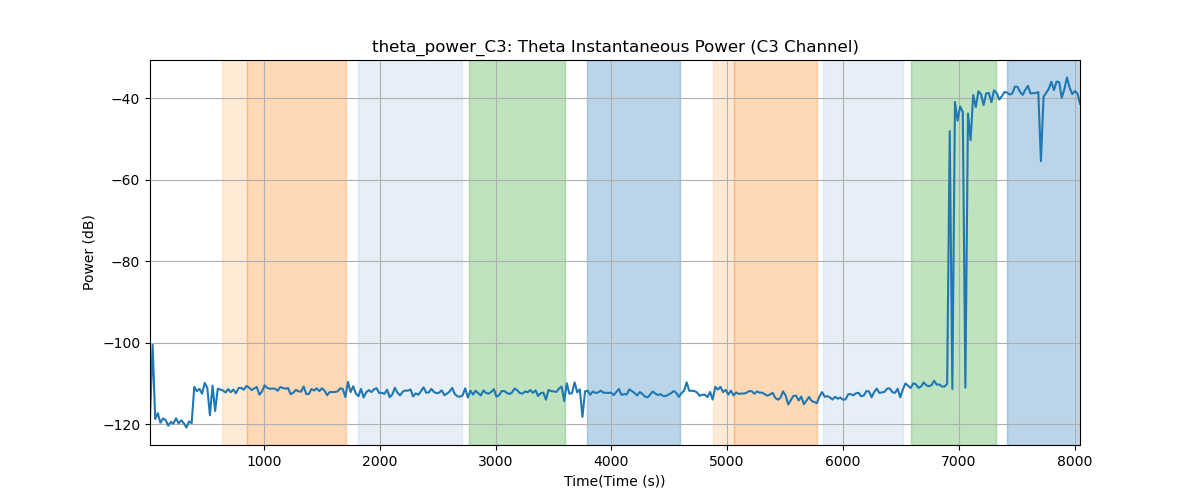 theta_power_C3: Theta Instantaneous Power (C3 Channel)
−40
−60
−80
−100
−120
Power (dB)
1000 2000 3000 4000 5000 6000 7000 8000
Time(Time (s))